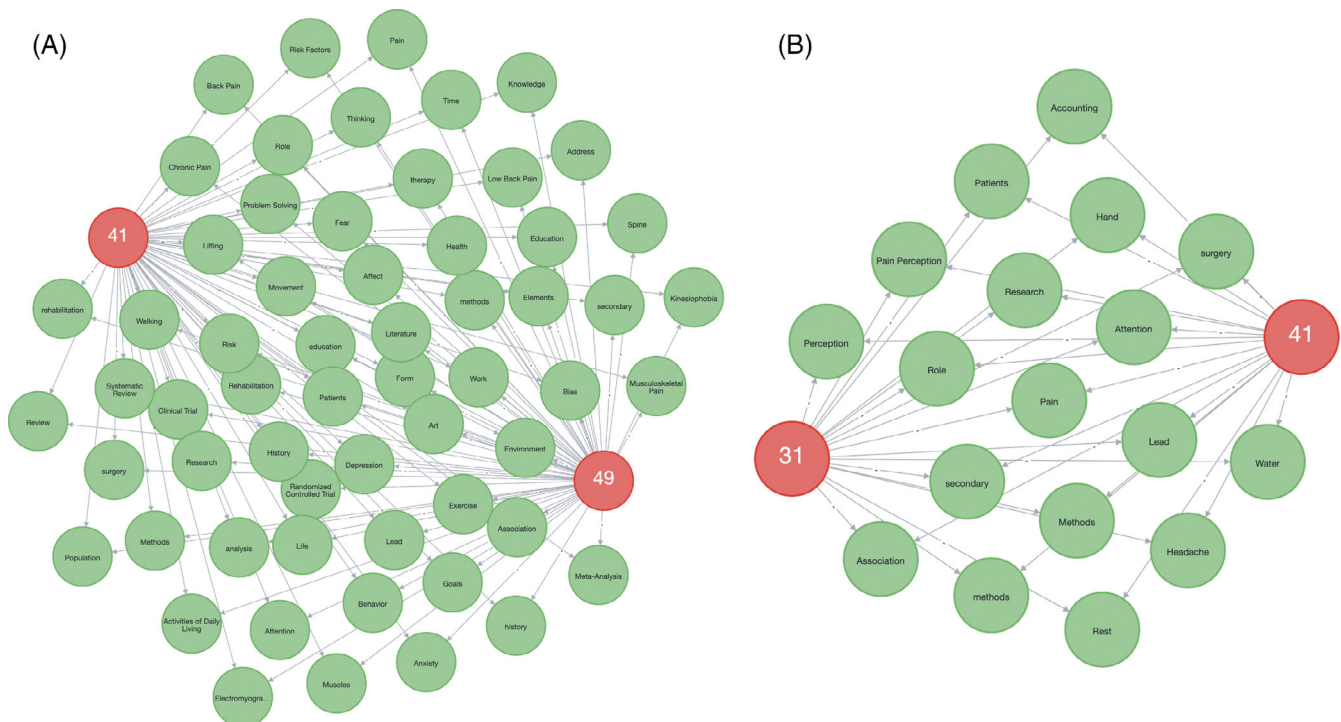 (A)
Pain
Risk Factors
Back Pain
Knowledge
Time
Thinking
Role
Address
Chronic Pain
therapy
Low Back Pain
Problem Solving
Fear
Spine
41
Lifting
Health
Education
Affect
Movement
methods
Elements
secondary
Kinesiophobia
rehabilitation
Walking
Literature
Risk
education
Form
Work
Musculoskeletal
Pain
Bias
Systematic
Review
Rehabilitation
Patients
Clinical Trial
Review
Art
Environment
History
surgery
Research
Depression
49
Randomized
Controlled Trial
Exercise
Association
Methods
analysis
Life
Lead
Population
Goals
Meta-Analysis
Behavior
Activities of Daily
Living
Attention
history
Anxiety
Muscles
Electromyogra...
(B)
Accounting
Patients
Hand
surgery
Pain Perception
Research
Attention
41
Perception
Role
Pain
Lead
31
Water
secondary
Methods
Headache
Association
methods
Rest